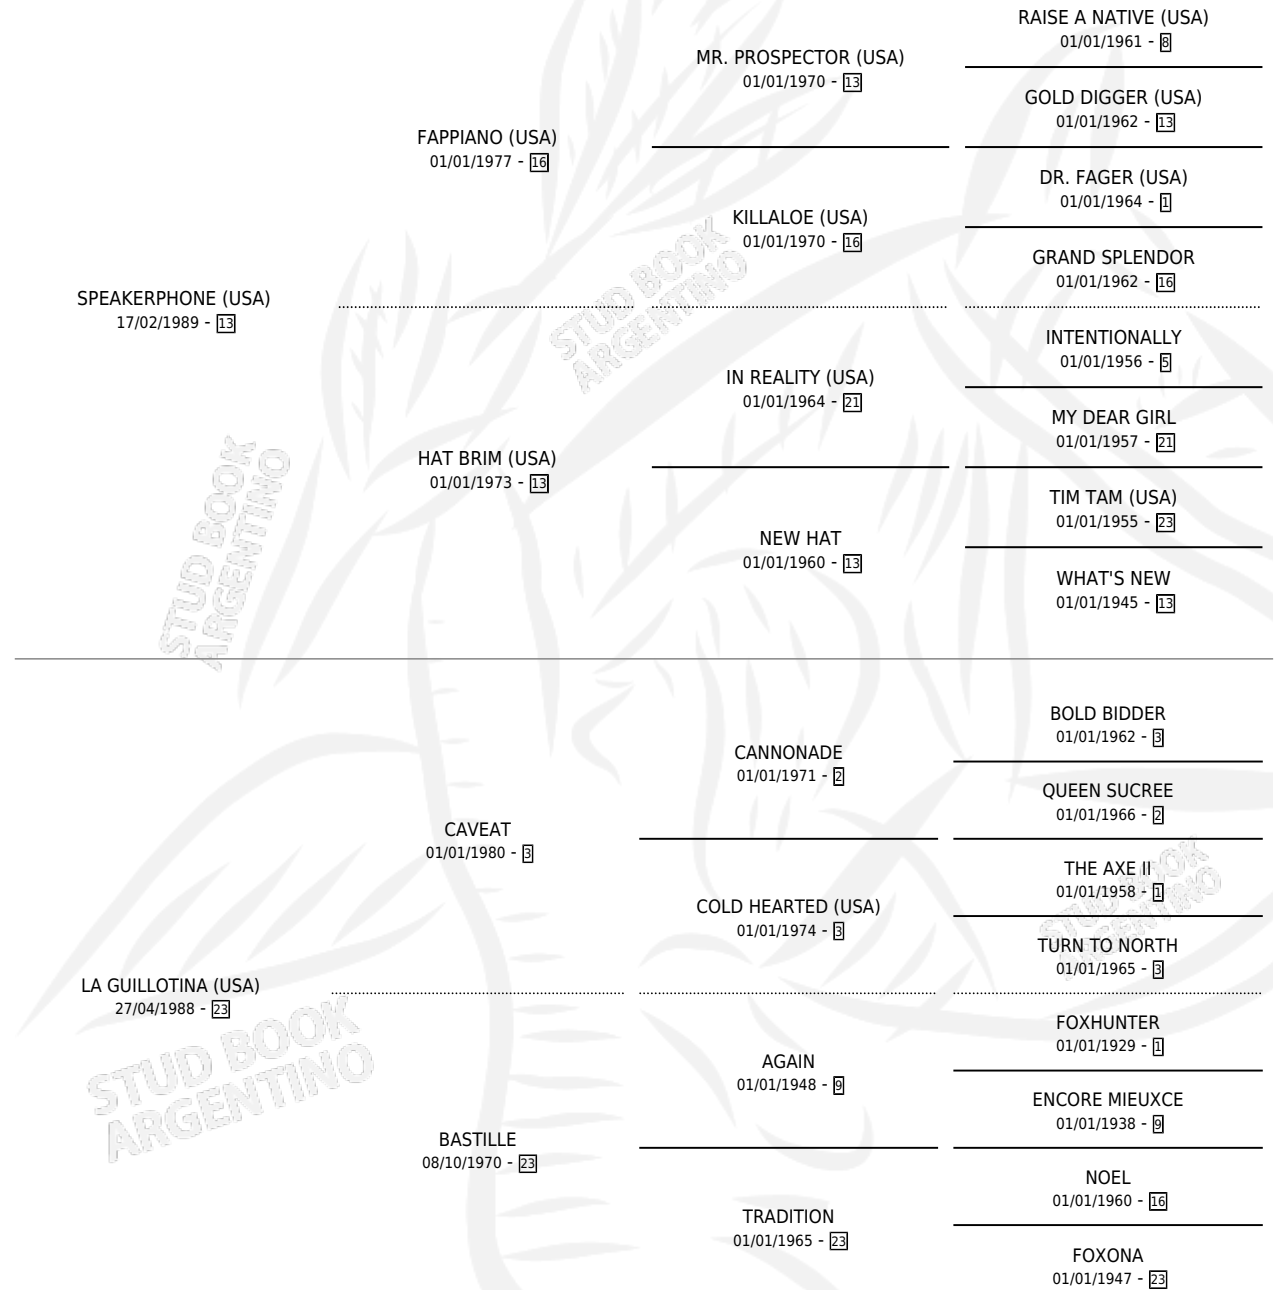 RAISE A NATIVE (USA)
01/01/1961 - 8
MR. PROSPECTOR (USA)
01/01/1970 - 13
GOLD DIGGER (USA)
01/01/1962 - 13
FAPPIANO (USA)
01/01/1977 - 16
DR. FAGER (USA)
01/01/1964 - 1
KILLALOE (USA)
01/01/1970 - 16
GRAND SPLENDOR
01/01/1962 - 16
SPEAKERPHONE (USA)
17/02/1989 - 13
STUD BOOK
ARGENTINO
INTENTIONALLY
01/01/1956 - 5
IN REALITY (USA)
01/01/1964 - 21
MY DEAR GIRL
01/01/1957 - 21
HAT BRIM (USA)
01/01/1973 - 13
TIM TAM (USA)
01/01/1955 - 23
NEW HAT
01/01/1960 - 13
WHAT'S NEW
01/01/1945 - 13
STUD BOOK
ARGENTINO
BOLD BIDDER
01/01/1962 - 3
CANNONADE
01/01/1971 - 2
QUEEN SUCREE
01/01/1966 - 2
CAVEAT
01/01/1980 - 3
THE AXE II
01/01/1958 - 1
COLD HEARTED (USA)
01/01/1974 - 3
STUD BOOK
ARGENTINO
TURN TO NORTH
01/01/1965 - 3
LA GUILLOTINA (USA)
27/04/1988 - 23
STUD BOOK
ARGENTINO
FOXHUNTER
01/01/1929 - 1
AGAIN
01/01/1948 - 9
ENCORE MIEUXCE
01/01/1938 - 9
BASTILLE
08/10/1970 - 23
NOEL
01/01/1960 - 16
TRADITION
01/01/1965 - 23
FOXONA
01/01/1947 - 23